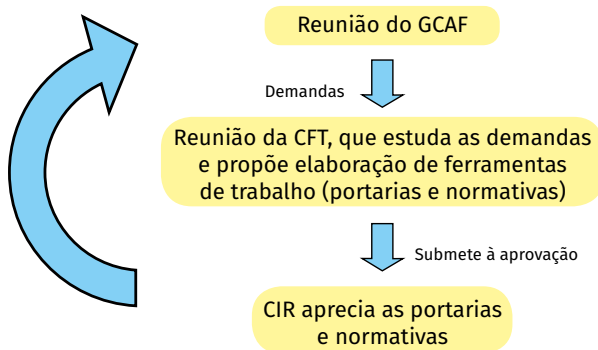 Reunião do GCAF
Demandas
Reunião da CFT, que estuda as demandas
e propõe elaboração de ferramentas
de trabalho (portarias e normativas)
Submete à aprovação
CIR aprecia as portarias
e normativas